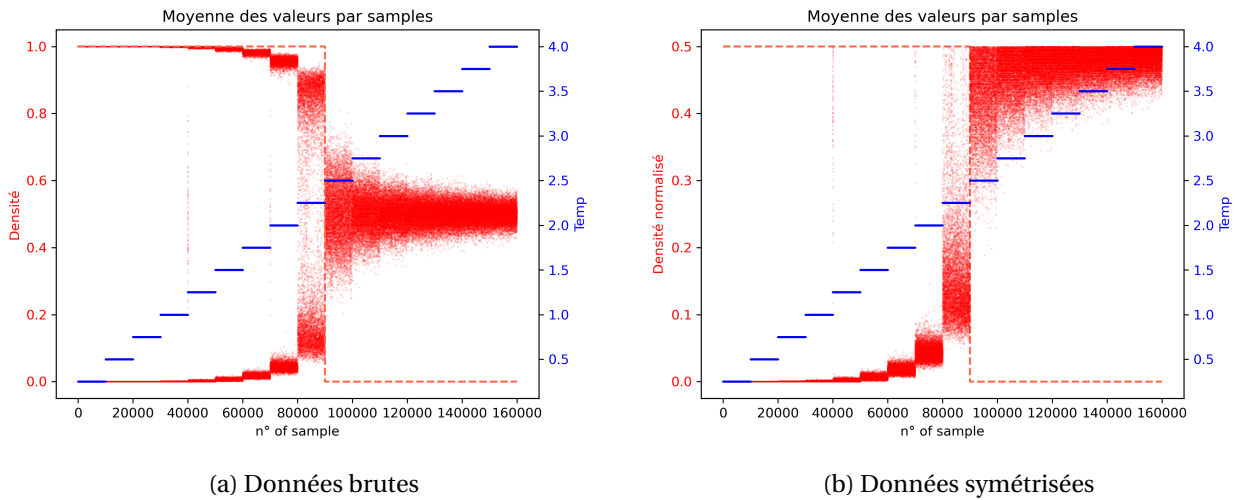 Moyenne des valeurs par samples
1.0
0.8
0.6
0.4
0.2
0.0
Densité
4.0
3.5
3.0
2.5
2.0
1.5
1.0
0.5
Temp
0 20000 40000 60000 80000 100000 120000 140000 160000
n° of sample
(a) Données brutes
Moyenne des valeurs par samples
0.5
0.4
0.3
0.2
0.1
0.0
Densité normalisé
4.0
3.5
3.0
2.5
2.0
1.5
1.0
0.5
Temp
0 20000 40000 60000 80000 100000 120000 140000 160000
n° of sample
(b) Données symétrisées